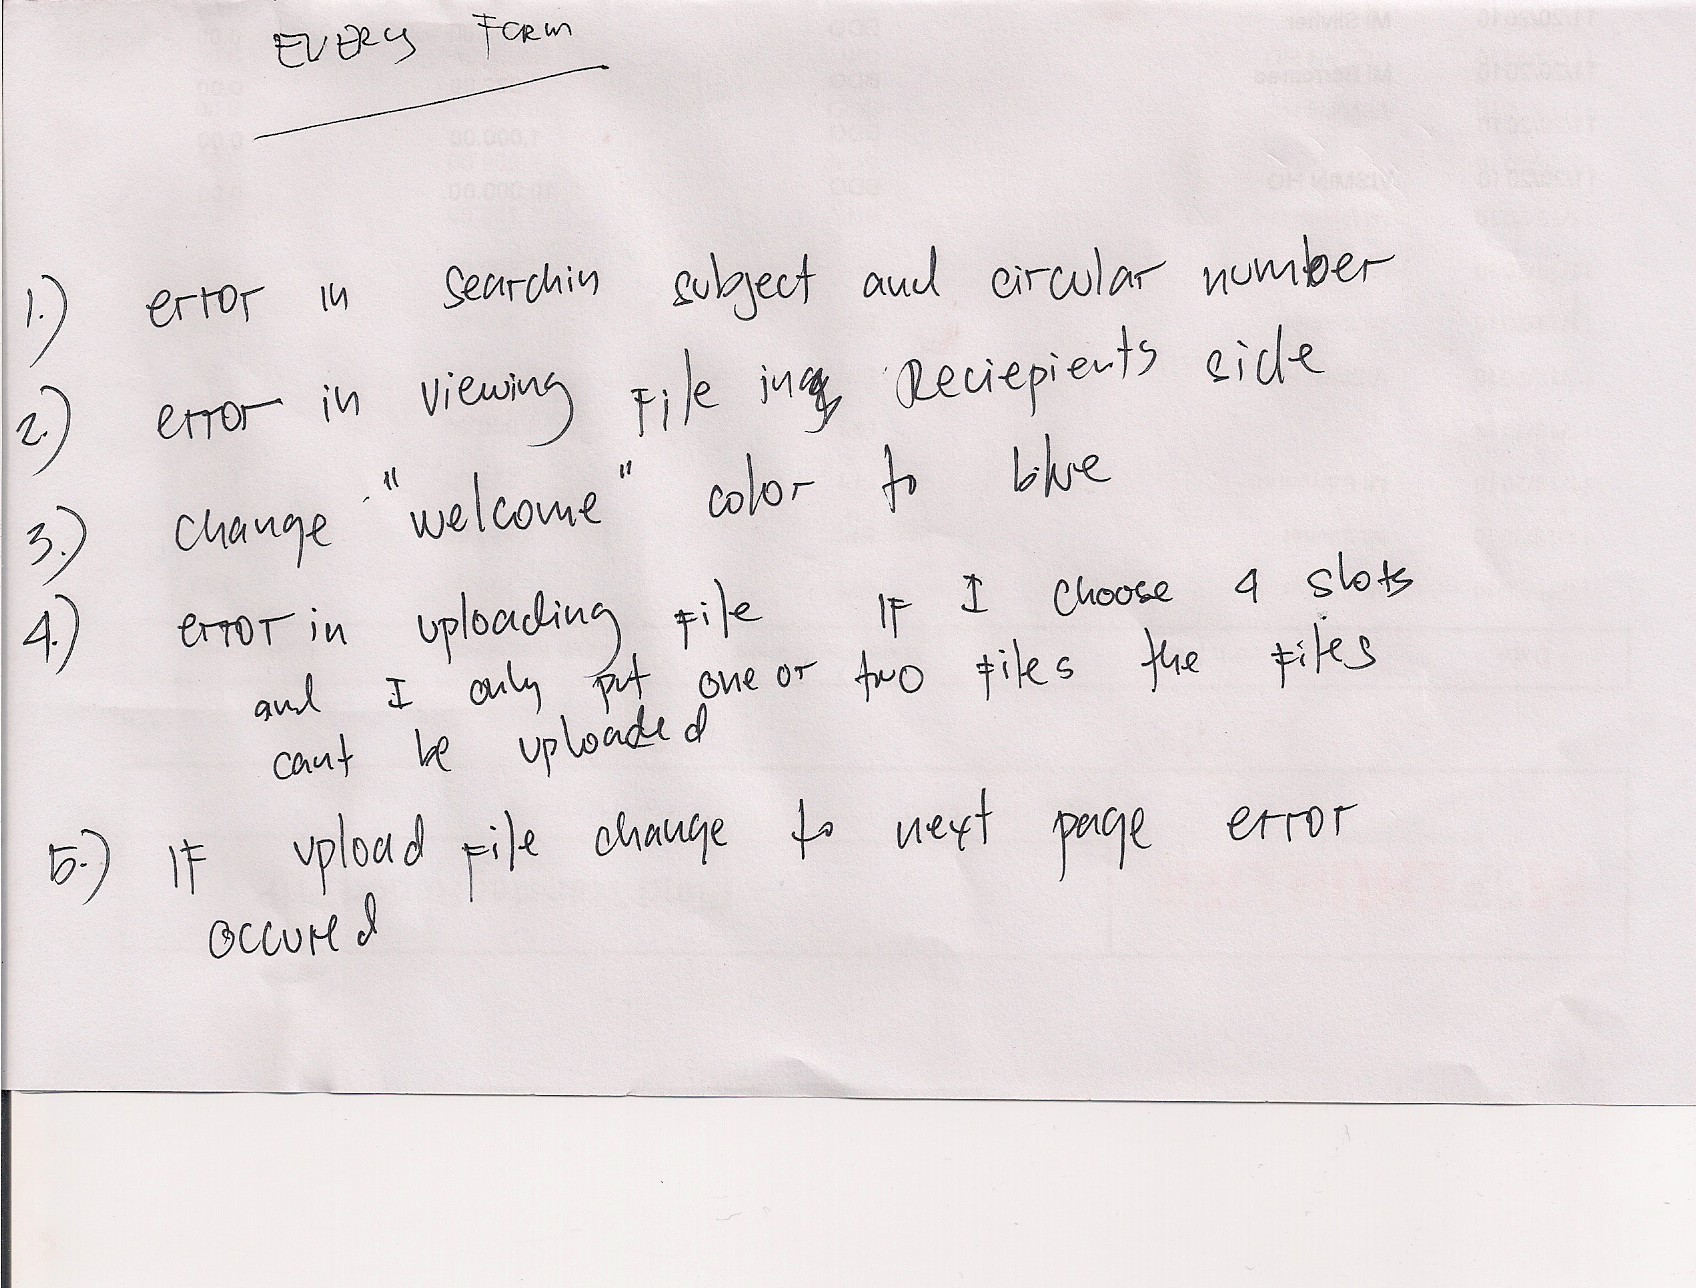 EVERY FORM
1.) error in searchin subject and circular number
2.) error in viewing File in Reciepients side
3.) change "welcome" color to blue
4.) error in uploading file IF I choose 4 slots
and I only put one or two files the files
cant be uploaded
5.) IF upload file change to next page error
occured